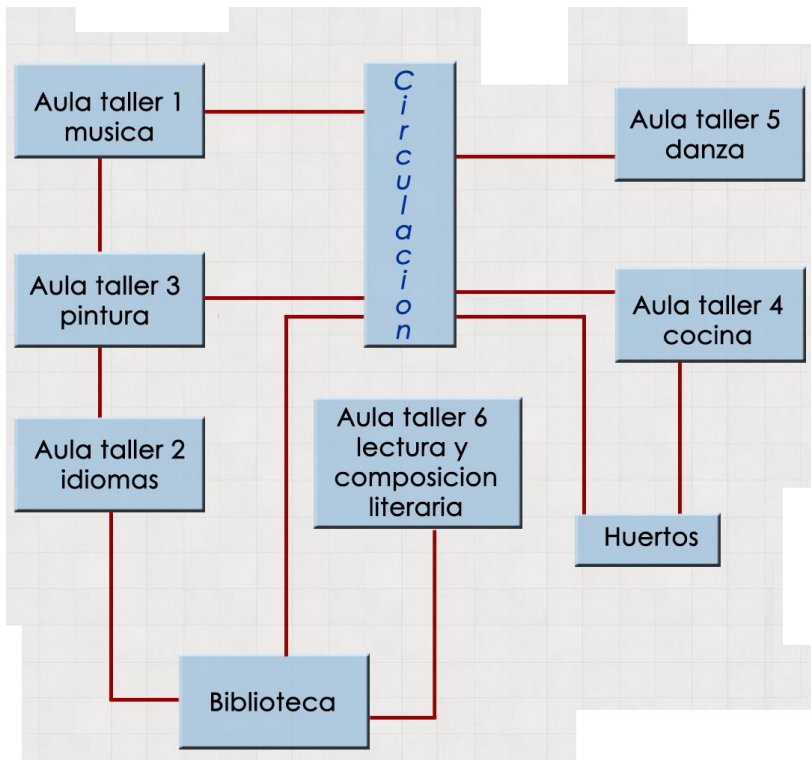 Aula taller 1
musica
Circulacion
Aula taller 5
danza
Aula taller 3
pintura
Aula taller 4
cocina
Aula taller 2
idiomas
Aula taller 6
lectura y
composicion
literaria
Huertos
Biblioteca